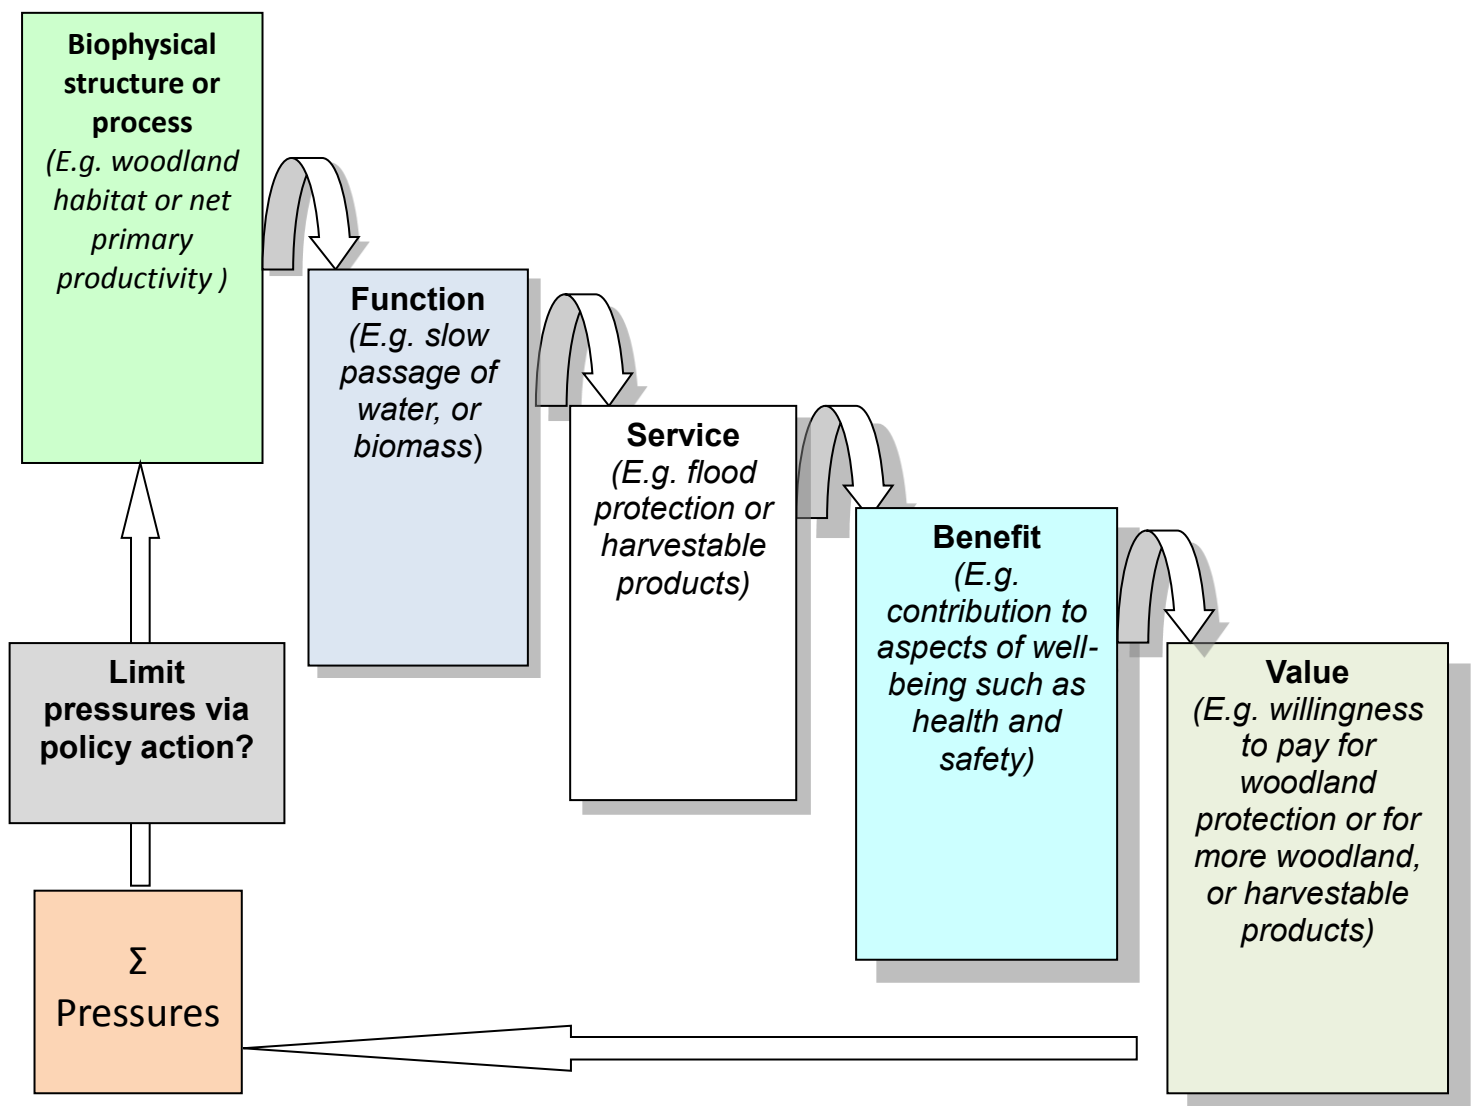 Biophysical
structure or
process
(E.g. woodland
habitat or net
primary
productivity )
Function
(E.g. slow
passage of
water, or
biomass)
Service
(E.g. flood
protection or
harvestable
products)
Benefit
(E.g.
contribution to
aspects of well-
being such as
health and
safety)
Value
(E.g. willingness
to pay for
woodland
protection or for
more woodland,
or harvestable
products)
Limit
pressures via
policy action?
Σ
Pressures